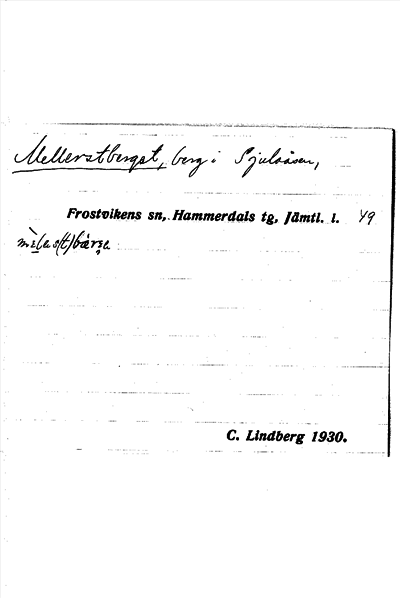 Mellerstberget, berg i Sjulsåsen,
Frostvikens sn, Hammerdals tg, Jämtl. l. 49
C. Lindberg 1930.